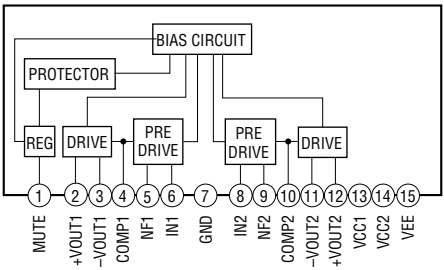 BIAS CIRCUIT
PROTECTOR
REG
DRIVE
PRE
DRIVE
PRE
DRIVE
DRIVE
1
2
3
4
5
6
7
8
9
10
11
12
13
14
15
MUTE
+VOUT1
–VOUT1
COMP1
NF1
IN1
GND
IN2
NF2
COMP2
–VOUT2
+VOUT2
VCC1
VCC2
VEE